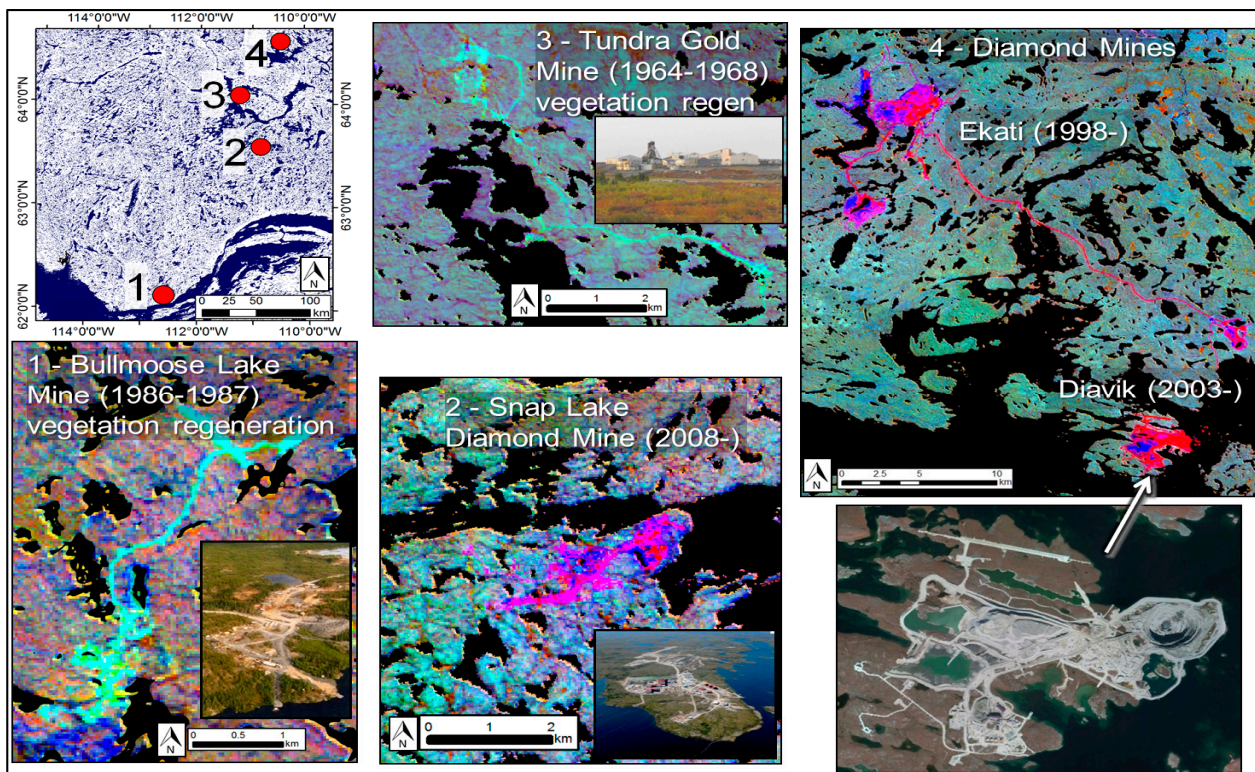 114°0'0"W
112°0'0"W
110°0'0"W
4
3
2
1
64°0'0"N
63°0'0"N
62°0'0"N
64°0'0"N
63°0'0"N
N
0 25 50 100
km
114°0'0"W
112°0'0"W
110°0'0"W
3 - Tundra Gold
Mine (1964-1968)
vegetation regen
N
0 1 2
km
4 - Diamond Mines
Ekati (1998-)
Diavik (2003-)
N
0 2.5 5 10
km
1 - Bullmoose Lake
Mine (1986-1987)
vegetation regeneration
N
0 0.5 1
km
2 - Snap Lake
Diamond Mine (2008-)
N
0 1 2
km